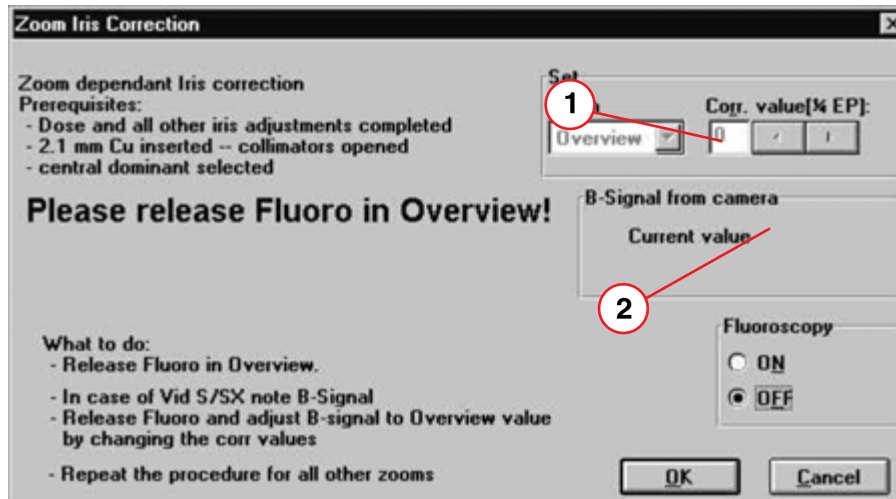 Zoom Iris Correction
Zoom dependant Iris correction
Prerequisites:
- Dose and all other iris adjustments completed
- 2.1 mm Cu inserted -- collimators opened
- central dominant selected
Please release Fluoro in Overview!
Set
1
Corr. value[¼ EP]:
Overview
0
B-Signal from camera
Current value
2
What to do:
- Release Fluoro in Overview.
- In case of Vid S/SX note B-Signal
- Release Fluoro and adjust B-signal to Overview value
by changing the corr values
- Repeat the procedure for all other zooms
Fluoroscopy
ON
OFF
OK
Cancel